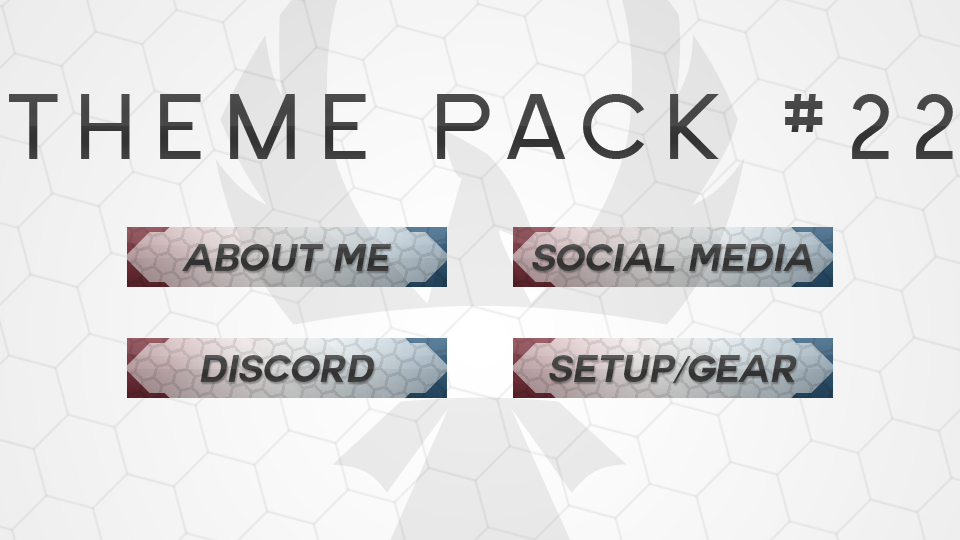 THEME PACK #22
ABOUT ME
SOCIAL MEDIA
DISCORD
SETUP/GEAR